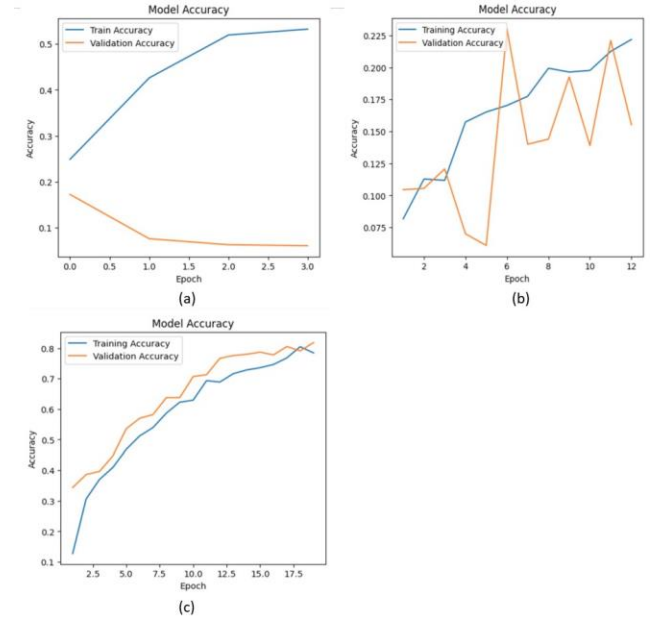 Model Accuracy
Train Accuracy
Validation Accuracy
0.5
0.4
0.3
0.2
0.1
Accuracy
0.0 0.5 1.0 1.5 2.0 2.5 3.0
Epoch
(a)
Model Accuracy
Training Accuracy
Validation Accuracy
0.225
0.200
0.175
0.150
0.125
0.100
0.075
Accuracy
2 4 6 8 10 12
Epoch
(b)
Model Accuracy
Training Accuracy
Validation Accuracy
0.8
0.7
0.6
0.5
0.4
0.3
0.2
0.1
Accuracy
2.5 5.0 7.5 10.0 12.5 15.0 17.5
Epoch
(c)